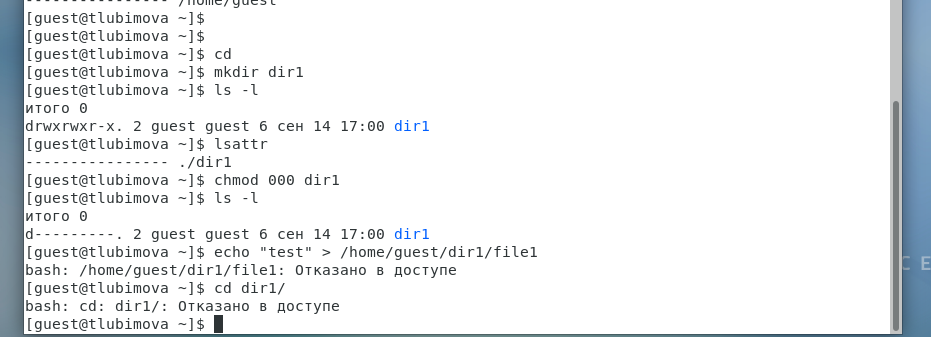 ---------------- /home/guest
[guest@tlubimova ~]$
[guest@tlubimova ~]$
[guest@tlubimova ~]$ cd
[guest@tlubimova ~]$ mkdir dir1
[guest@tlubimova ~]$ ls -l
итого 0
drwxrwxr-x. 2 guest guest 6 сен 14 17:00 dir1
[guest@tlubimova ~]$ lsattr
---------------- ./dir1
[guest@tlubimova ~]$ chmod 000 dir1
[guest@tlubimova ~]$ ls -l
итого 0
d---------. 2 guest guest 6 сен 14 17:00 dir1
[guest@tlubimova ~]$ echo "test" > /home/guest/dir1/file1
bash: /home/guest/dir1/file1: Отказано в доступе
[guest@tlubimova ~]$ cd dir1/
bash: cd: dir1/: Отказано в доступе
[guest@tlubimova ~]$
CE